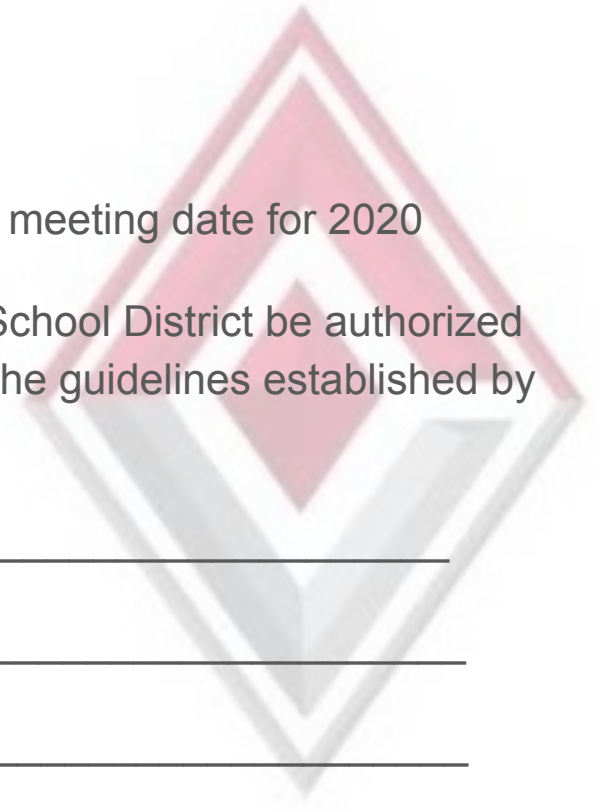 meeting date for 2020
School District be authorized
he guidelines established by